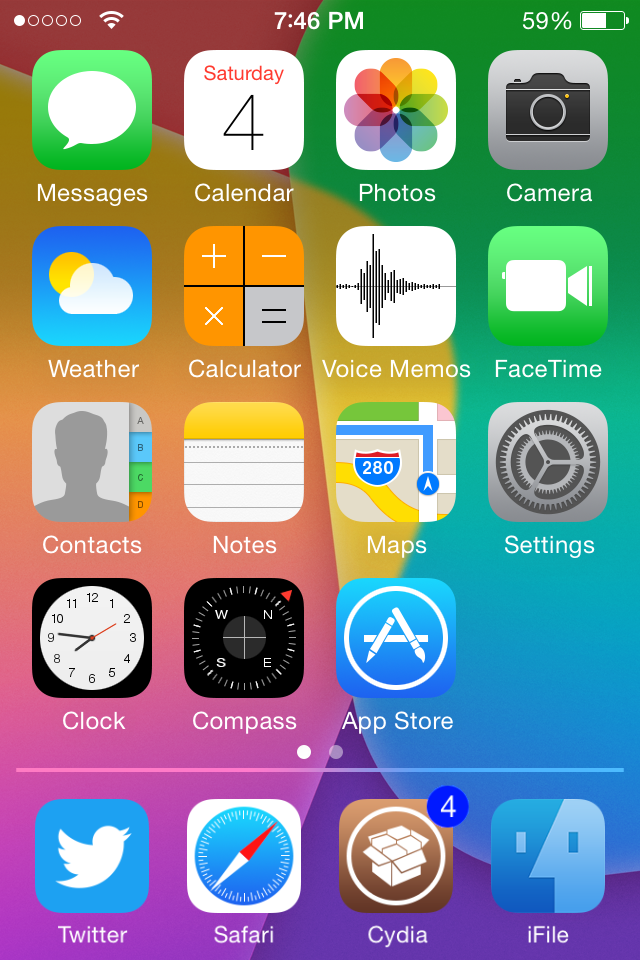 7:46 PM
59%
Saturday
4
Messages
Calendar
Photos
Camera
+ −
× =
Weather
Calculator
Voice Memos
FaceTime
A
B
C
D
280
Contacts
Notes
Maps
Settings
12
11 1
10 2
9 3
8 4
7 5
6
W N
S E
Clock
Compass
App Store
4
Twitter
Safari
Cydia
iFile